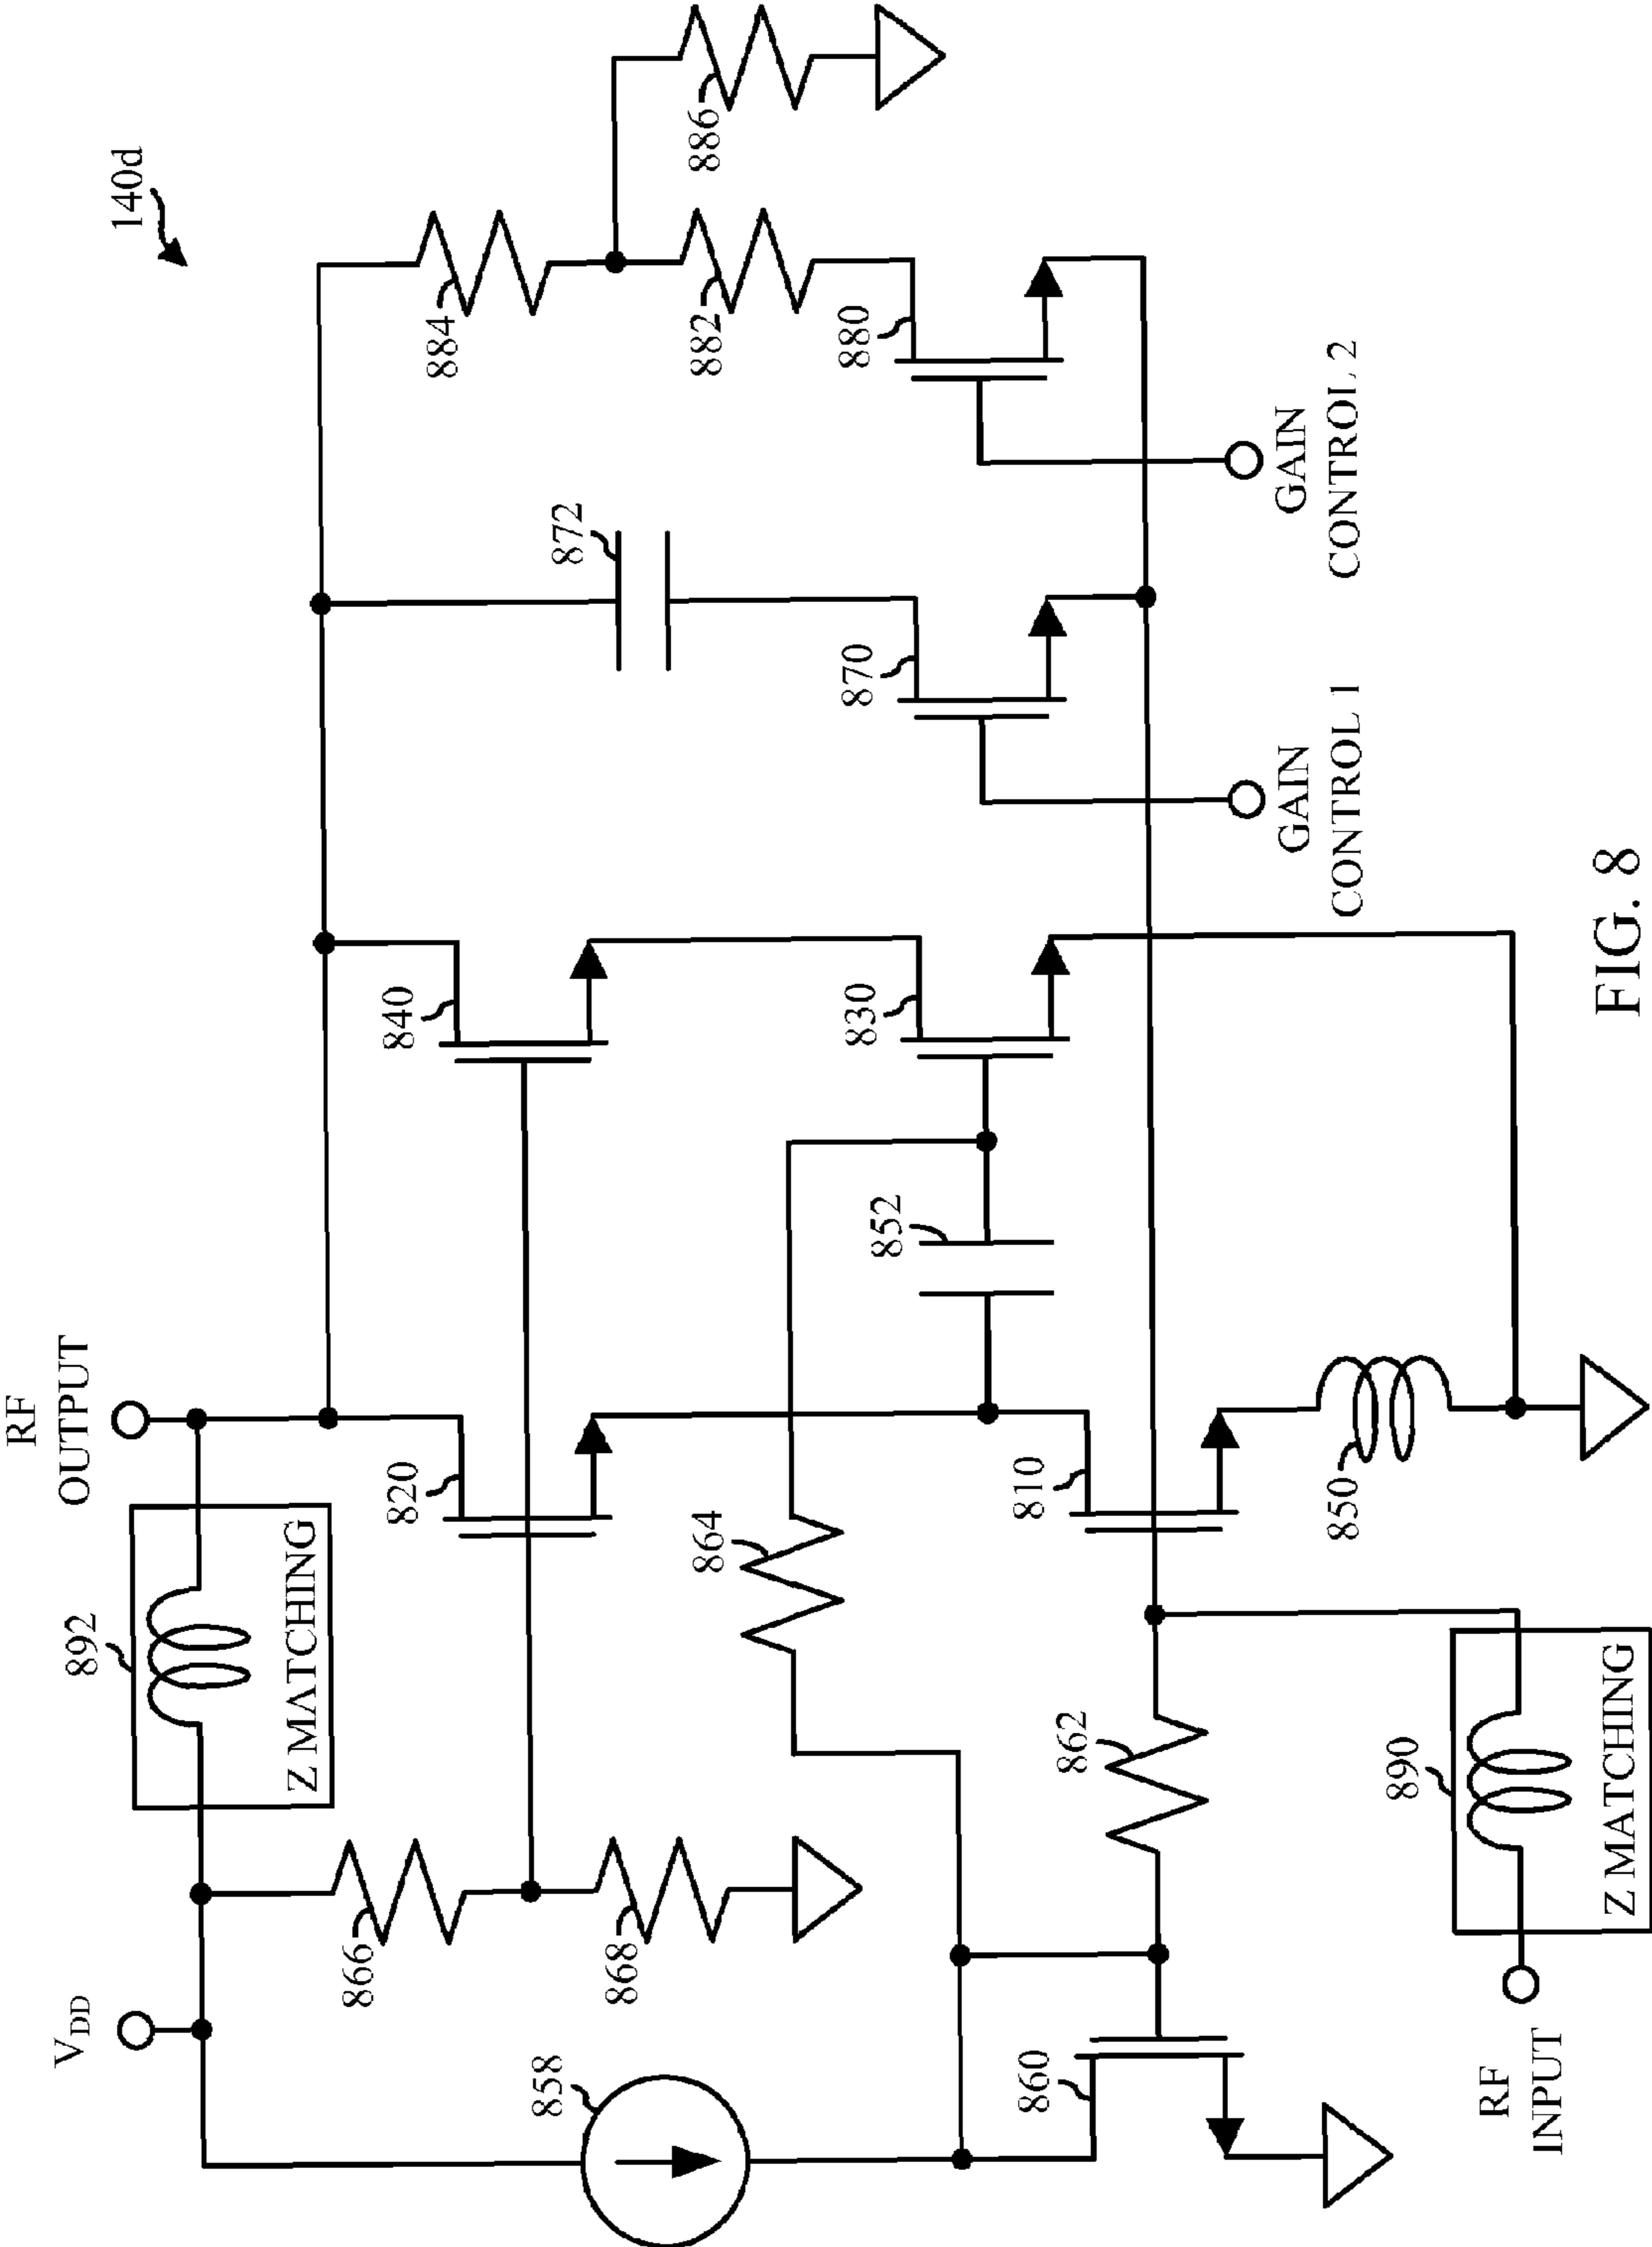 140d
V_DD
892
Z MATCHING
RF
OUTPUT
884
886
866
820
840
872
882
858
868
864
852
830
870
880
860
862
810
850
GAIN
CONTROL 1
GAIN
CONTROL 2
RF
INPUT
890
Z MATCHING
FIG. 8